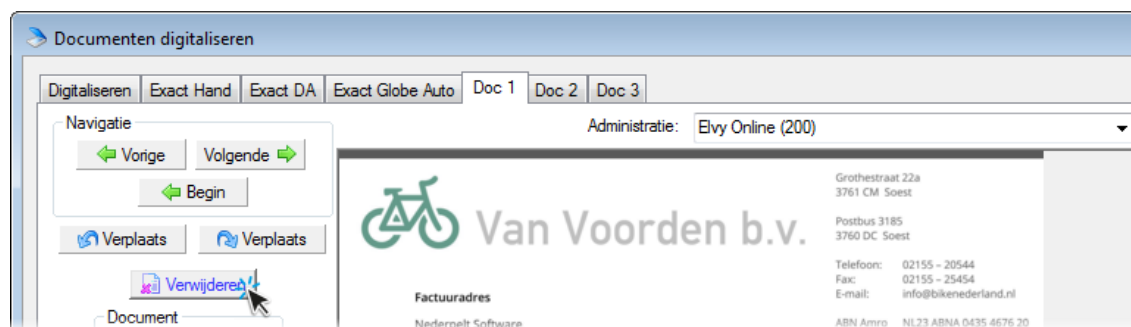 Documenten digitaliseren
Digitaliseren Exact Hand Exact DA Exact Globe Auto Doc 1 Doc 2 Doc 3
Navigatie
Administratie: Elvy Online (200)
Vorige Volgende
Begin
Verplaats Verplaats
Verwijderen
Document
Van Voorden b.v.
Grothestraat 22a
3761 CM Soest
Postbus 3185
3760 DC Soest
Telefoon: 02155 – 20544
Fax: 02155 – 25454
E-mail: info@bikenederland.nl
ABN Amro NL23 ABNA 0435 4676 20
Factuuradres
Nedernelt Software